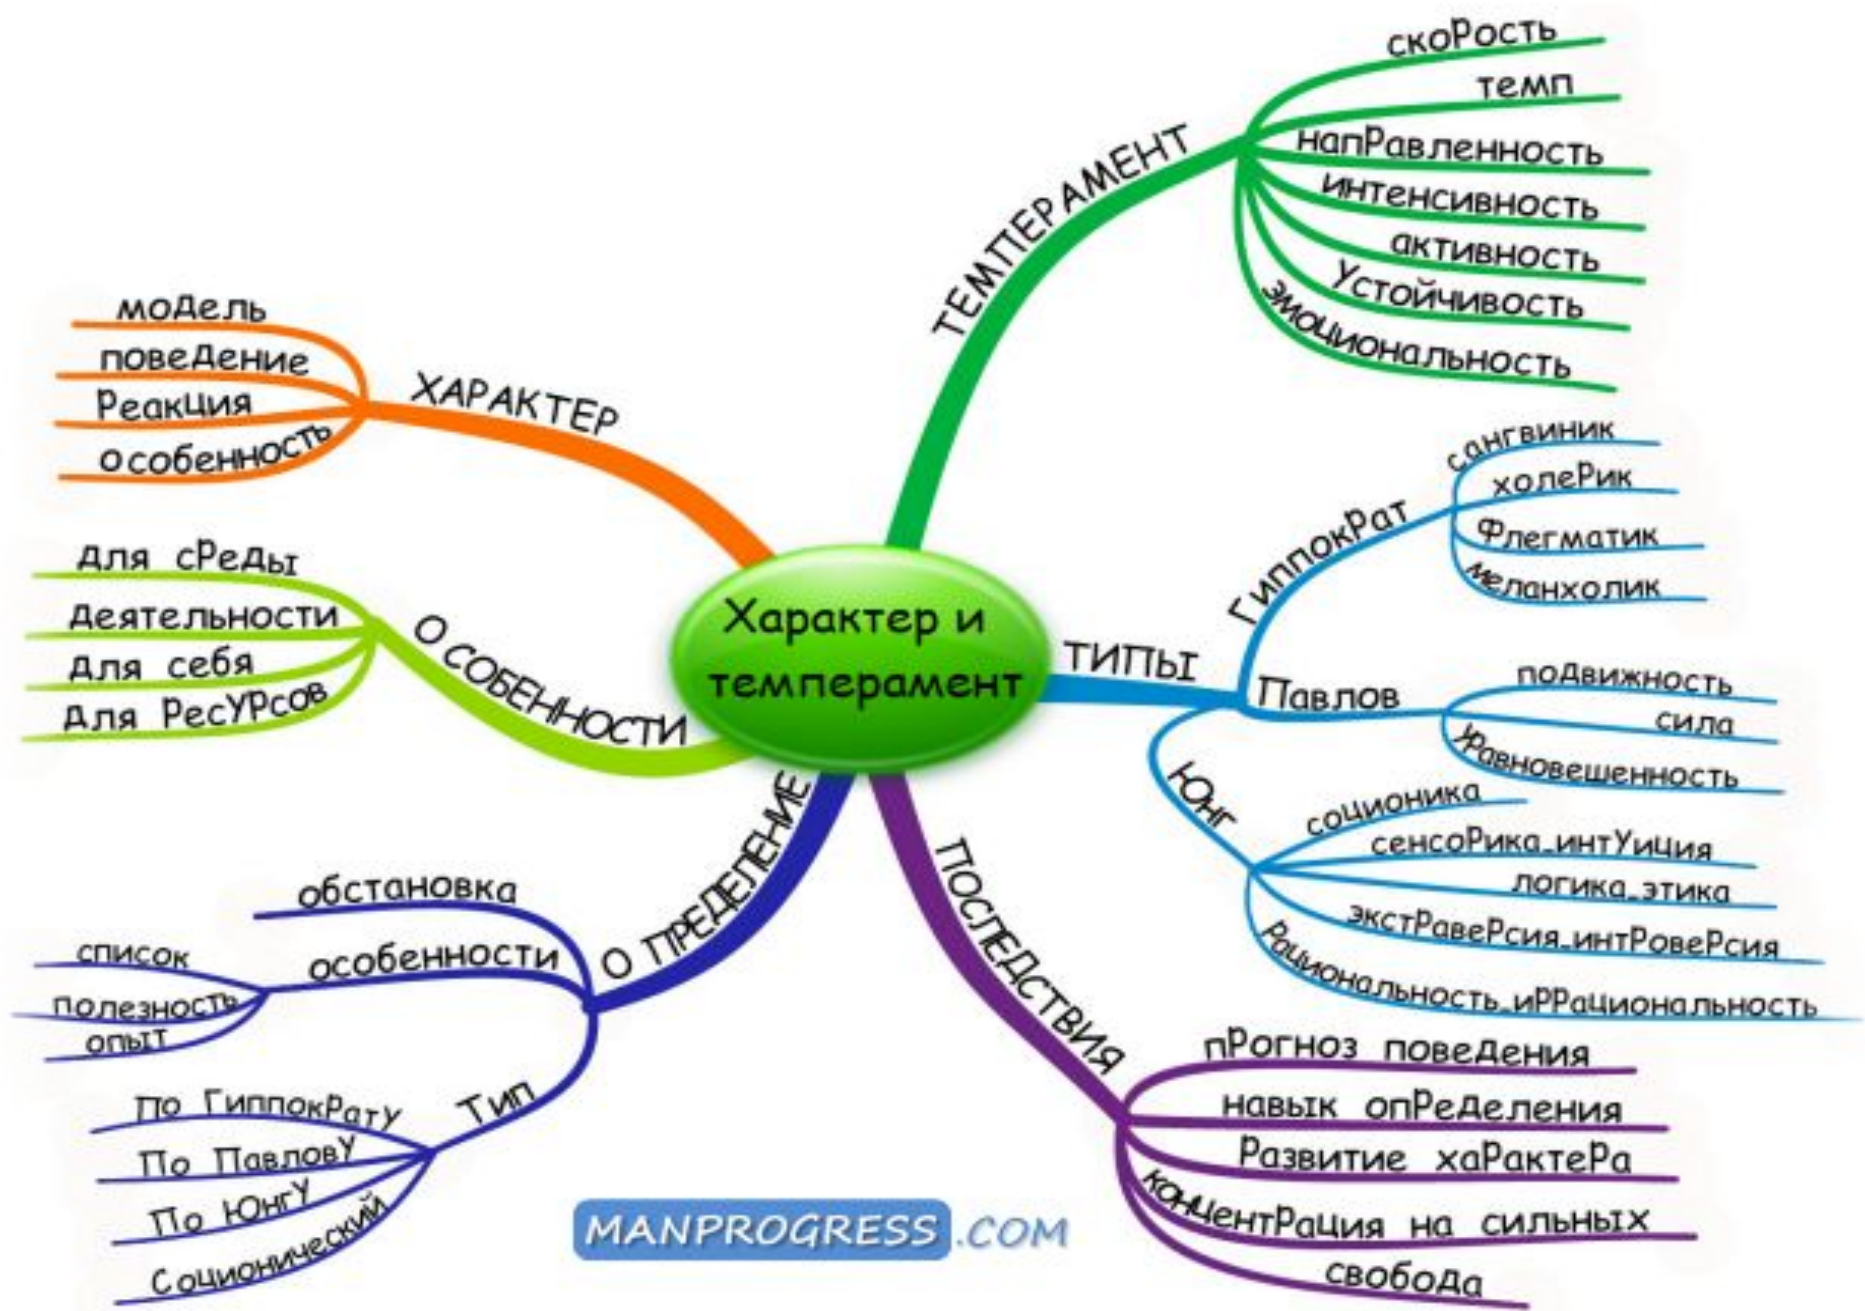 Характер и
темперамент
ТЕМПЕРАМЕНТ
скоРость
темп
напРавленность
интенсивность
активность
Устойчивость
эмоциональность
ТИПЫ
ГиппокРат
сангвиник
холеРик
Флегматик
меланхолик
Павлов
подвижность
сила
УРавновешенность
Юнг
соционика
сенсоРика_интУиция
логика_этика
экстРавеРсия_интРовеРсия
Рациональность_иРРациональность
ПОСЛЕДСТВИЯ
пРогноз поведения
навык опРеделения
Развитие хаРактеРа
концентРация на сильных
свобода
ОПРЕДЕЛЕНИЕ
обстановка
особенности
список
полезность
опыт
Тип
По ГиппокРатУ
По ПавловУ
По ЮнгУ
Соционический
ОСОБЕННОСТИ
для сРеды
деятельности
для себя
для РесУРсов
ХАРАКТЕР
модель
поведение
Реакция
особенность
MANPROGRESS.COM